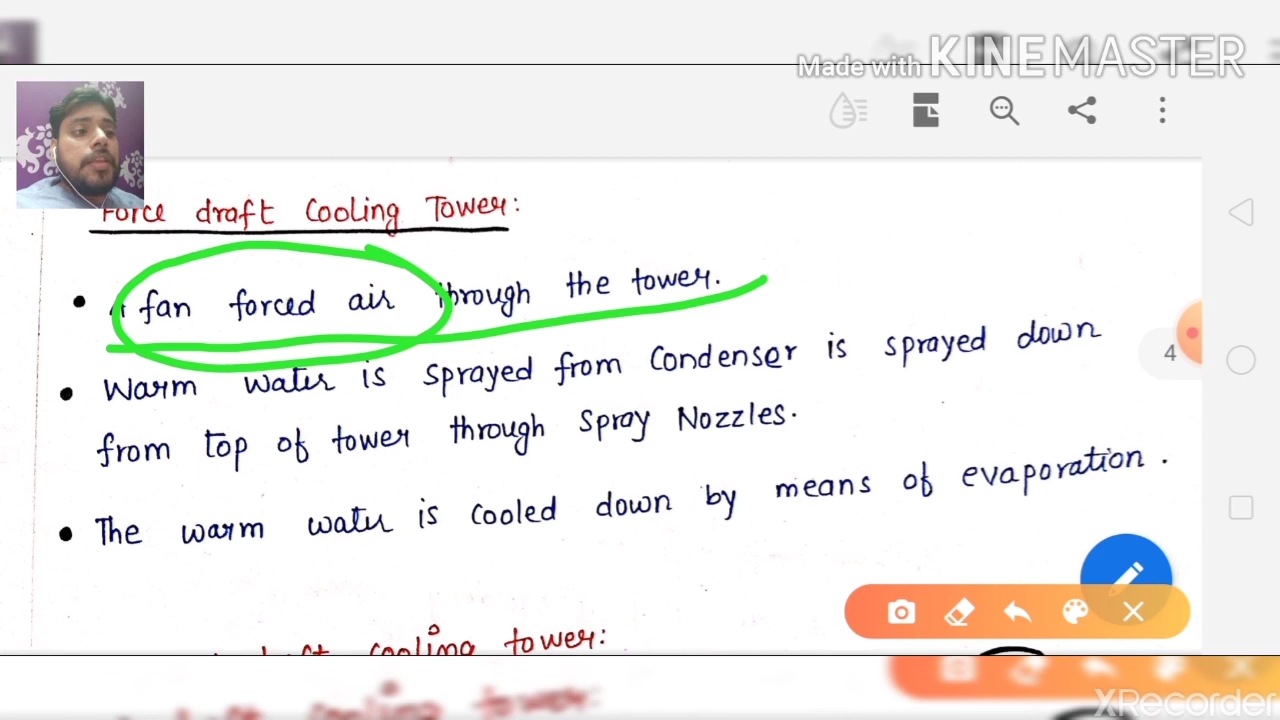 Made with KINEMASTER
Force draft Cooling Tower:
A fan forced air through the tower.
4
Warm water is sprayed from Condenser is sprayed down
from top of tower through Spray Nozzles.
The warm water is cooled down by means of evaporation.
draft cooling tower:
XRecorder